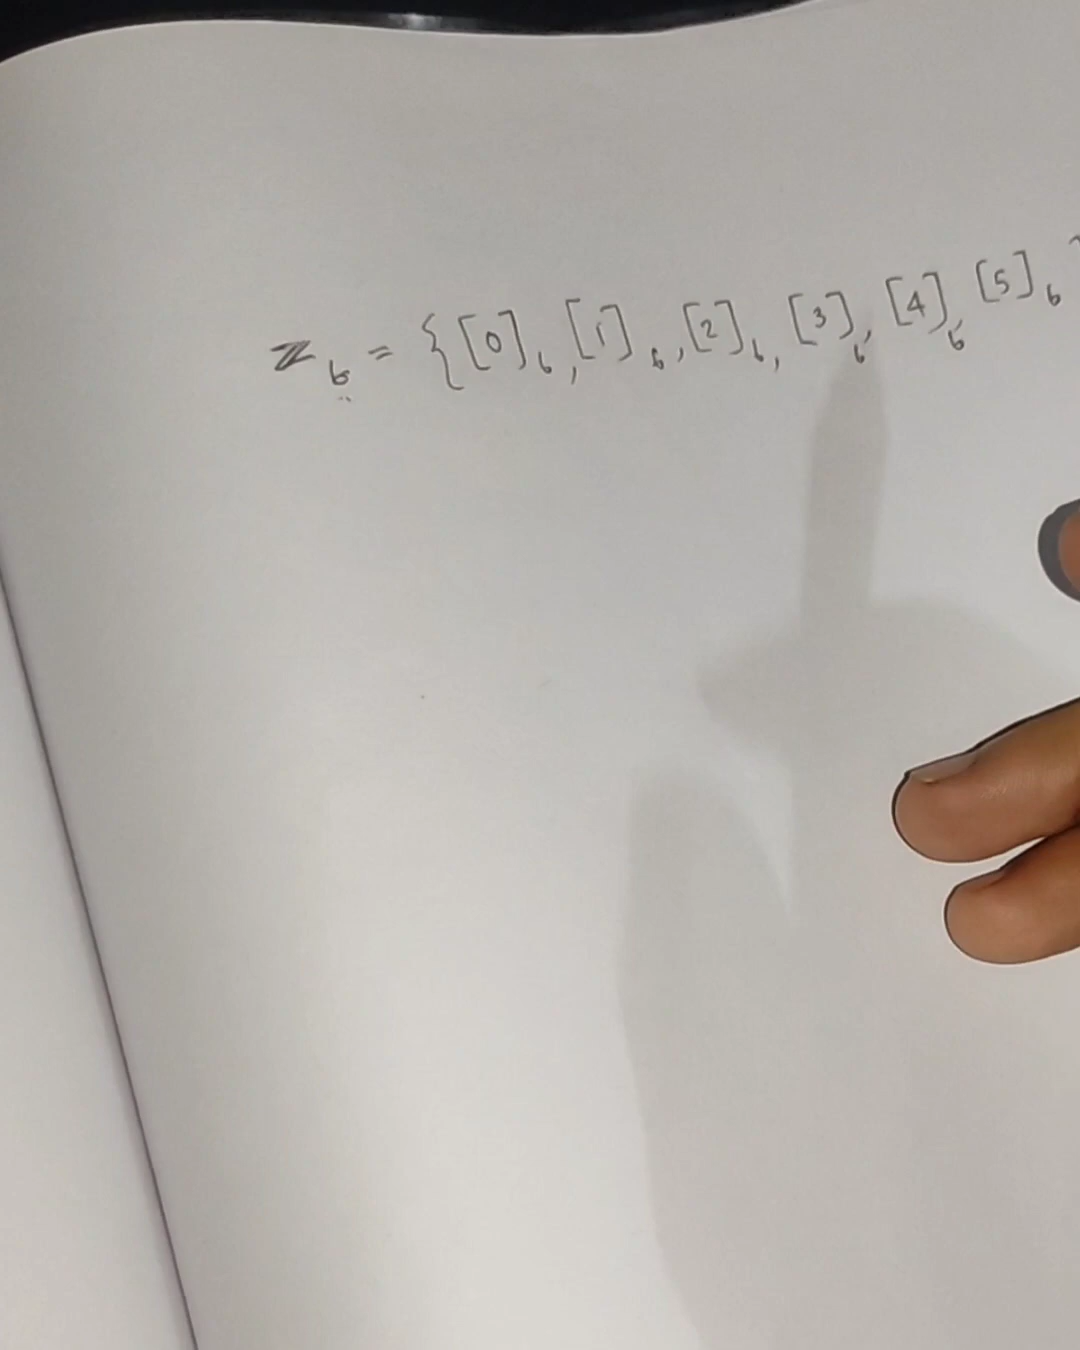 ℤ₆ = {[0]₆, [1]₆, [2]₆, [3]₆, [4]₆ [5]₆ }